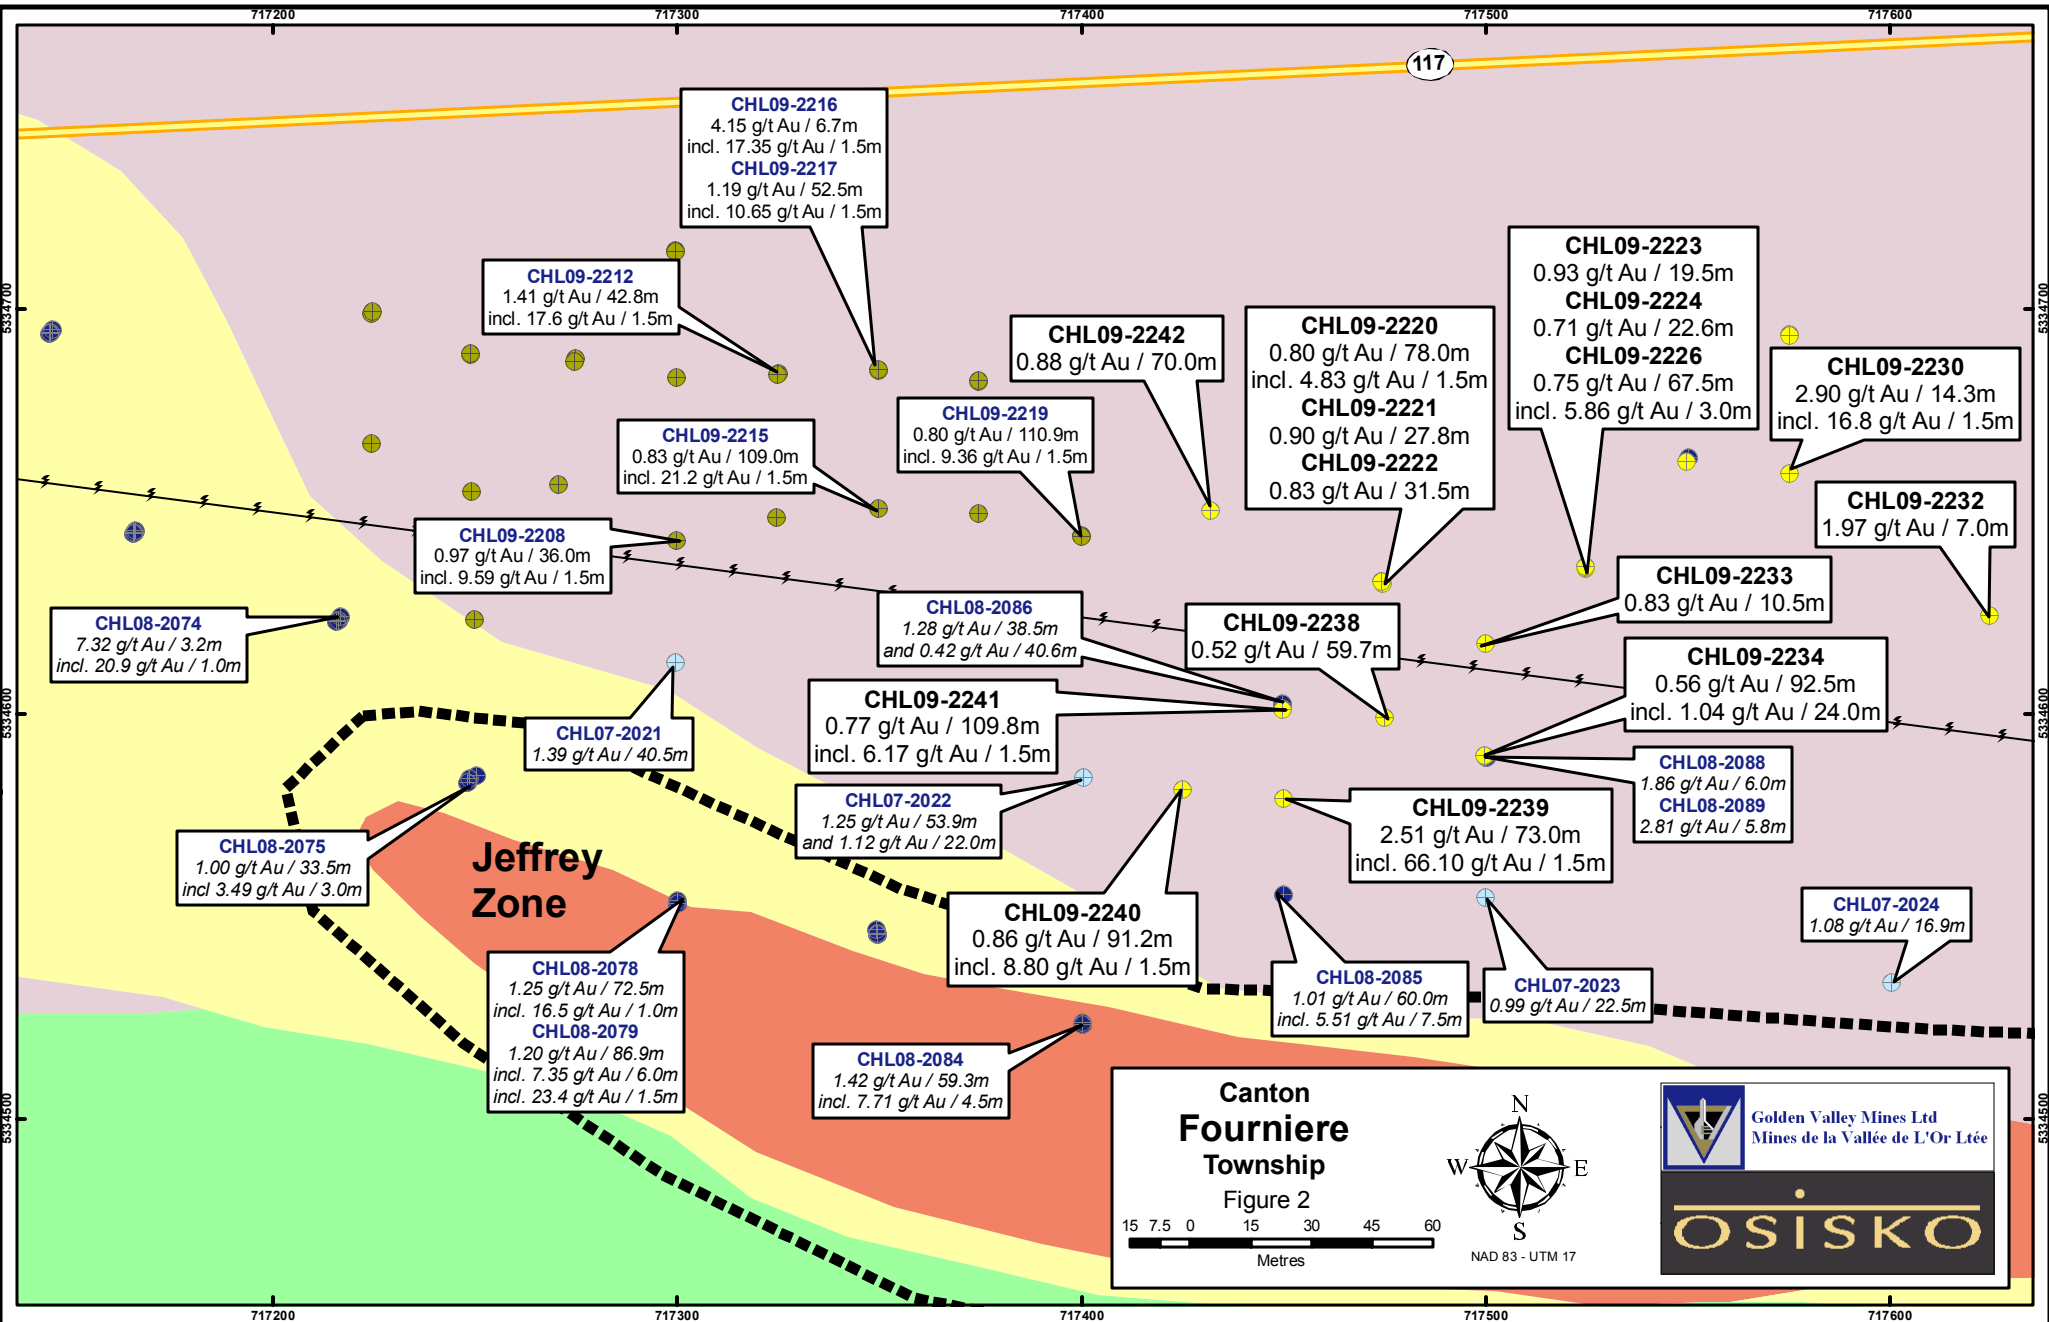 717200
717300
717400
717500
717600
117
CHL09-2216
4.15 g/t Au / 6.7m
incl. 17.35 g/t Au / 1.5m
CHL09-2217
1.19 g/t Au / 52.5m
incl. 10.65 g/t Au / 1.5m
CHL09-2212
1.41 g/t Au / 42.8m
incl. 17.6 g/t Au / 1.5m
CHL09-2242
0.88 g/t Au / 70.0m
CHL09-2220
0.80 g/t Au / 78.0m
incl. 4.83 g/t Au / 1.5m
CHL09-2221
0.90 g/t Au / 27.8m
CHL09-2222
0.83 g/t Au / 31.5m
CHL09-2223
0.93 g/t Au / 19.5m
CHL09-2224
0.71 g/t Au / 22.6m
CHL09-2226
0.75 g/t Au / 67.5m
incl. 5.86 g/t Au / 3.0m
CHL09-2230
2.90 g/t Au / 14.3m
incl. 16.8 g/t Au / 1.5m
5334700
5334700
CHL09-2215
0.83 g/t Au / 109.0m
incl. 21.2 g/t Au / 1.5m
CHL09-2219
0.80 g/t Au / 110.9m
incl. 9.36 g/t Au / 1.5m
CHL09-2232
1.97 g/t Au / 7.0m
CHL09-2208
0.97 g/t Au / 36.0m
incl. 9.59 g/t Au / 1.5m
CHL09-2233
0.83 g/t Au / 10.5m
CHL08-2074
7.32 g/t Au / 3.2m
incl. 20.9 g/t Au / 1.0m
CHL08-2086
1.28 g/t Au / 38.5m
and 0.42 g/t Au / 40.6m
CHL09-2238
0.52 g/t Au / 59.7m
CHL09-2234
0.56 g/t Au / 92.5m
incl. 1.04 g/t Au / 24.0m
CHL09-2241
0.77 g/t Au / 109.8m
incl. 6.17 g/t Au / 1.5m
5334600
5334600
CHL07-2021
1.39 g/t Au / 40.5m
CHL08-2088
1.86 g/t Au / 6.0m
CHL08-2089
2.81 g/t Au / 5.8m
CHL07-2022
1.25 g/t Au / 53.9m
and 1.12 g/t Au / 22.0m
CHL09-2239
2.51 g/t Au / 73.0m
incl. 66.10 g/t Au / 1.5m
CHL08-2075
1.00 g/t Au / 33.5m
incl 3.49 g/t Au / 3.0m
Jeffrey
Zone
CHL09-2240
0.86 g/t Au / 91.2m
incl. 8.80 g/t Au / 1.5m
CHL07-2024
1.08 g/t Au / 16.9m
CHL08-2078
1.25 g/t Au / 72.5m
incl. 16.5 g/t Au / 1.0m
CHL08-2079
1.20 g/t Au / 86.9m
incl. 7.35 g/t Au / 6.0m
incl. 23.4 g/t Au / 1.5m
CHL08-2085
1.01 g/t Au / 60.0m
incl. 5.51 g/t Au / 7.5m
CHL07-2023
0.99 g/t Au / 22.5m
CHL08-2084
1.42 g/t Au / 59.3m
incl. 7.71 g/t Au / 4.5m
5334500
5334500
Canton
Fourniere
Township
Figure 2
15 7.5 0 15 30 45 60
Metres
N
W E
S
NAD 83 - UTM 17
Golden Valley Mines Ltd
Mines de la Vallée de L'Or Ltée
OSISKO
717200
717300
717400
717500
717600